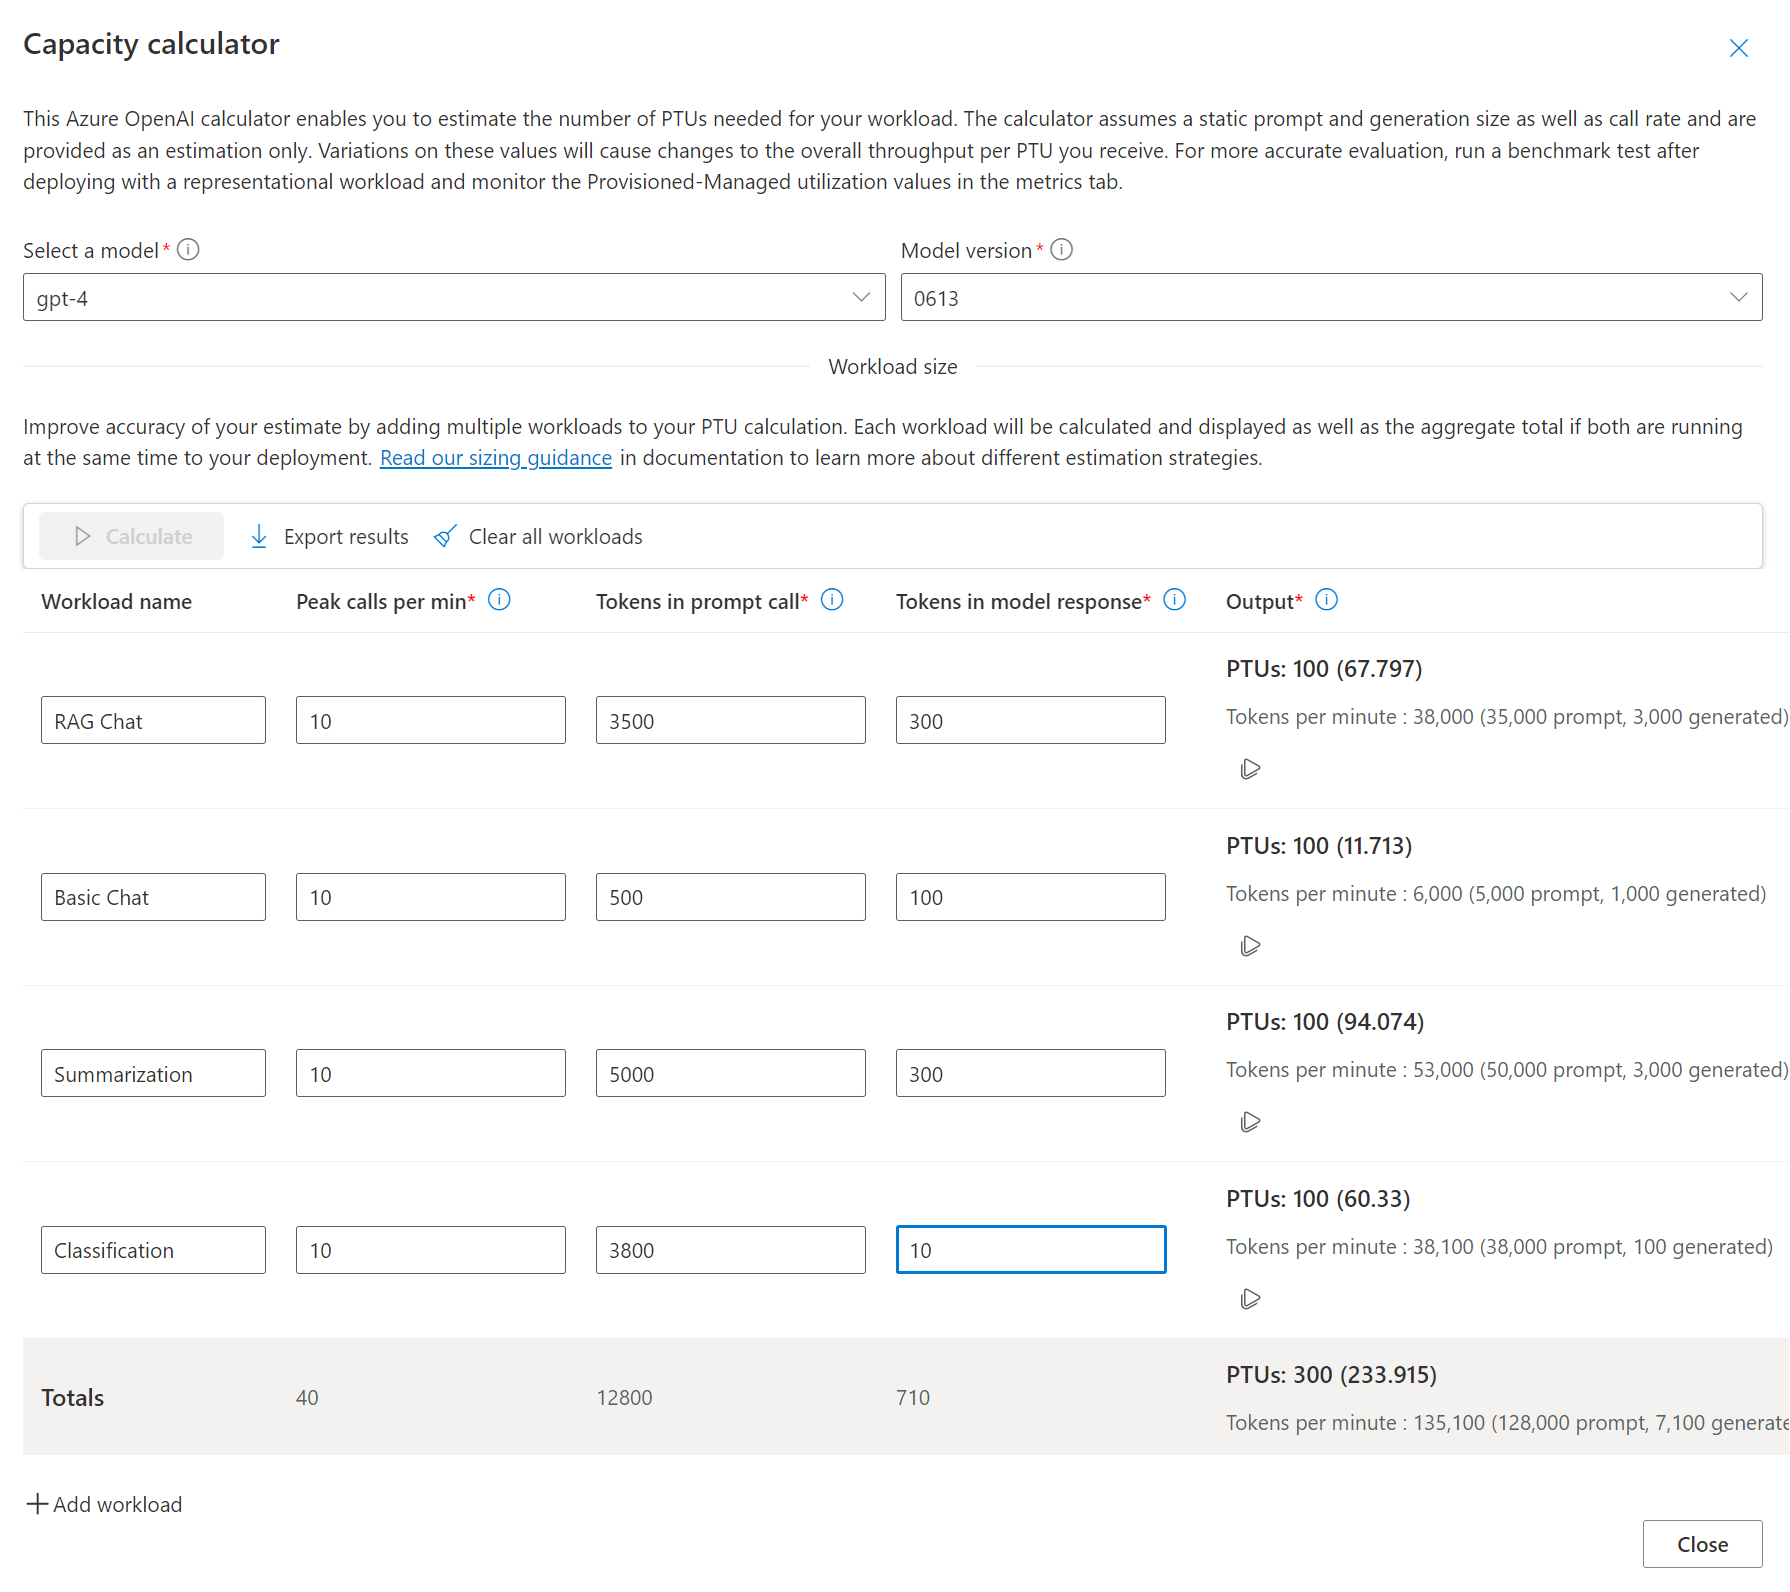 Capacity calculator
This Azure OpenAI calculator enables you to estimate the number of PTUs needed for your workload. The calculator assumes a static prompt and generation size as well as call rate and are
provided as an estimation only. Variations on these values will cause changes to the overall throughput per PTU you receive. For more accurate evaluation, run a benchmark test after
deploying with a representational workload and monitor the Provisioned-Managed utilization values in the metrics tab.
Select a model* Model version*
gpt-4 0613
Workload size
Improve accuracy of your estimate by adding multiple workloads to your PTU calculation. Each workload will be calculated and displayed as well as the aggregate total if both are running
at the same time to your deployment. Read our sizing guidance in documentation to learn more about different estimation strategies.
Calculate Export results Clear all workloads
Workload name Peak calls per min* Tokens in prompt call* Tokens in model response* Output*
PTUs: 100 (67.797)
RAG Chat 10 3500 300 Tokens per minute : 38,000 (35,000 prompt, 3,000 generated)
PTUs: 100 (11.713)
Basic Chat 10 500 100 Tokens per minute : 6,000 (5,000 prompt, 1,000 generated)
PTUs: 100 (94.074)
Summarization 10 5000 300 Tokens per minute : 53,000 (50,000 prompt, 3,000 generated)
PTUs: 100 (60.33)
Classification 10 3800 10 Tokens per minute : 38,100 (38,000 prompt, 100 generated)
PTUs: 300 (233.915)
Totals 40 12800 710
Tokens per minute : 135,100 (128,000 prompt, 7,100 generate
Add workload
Close